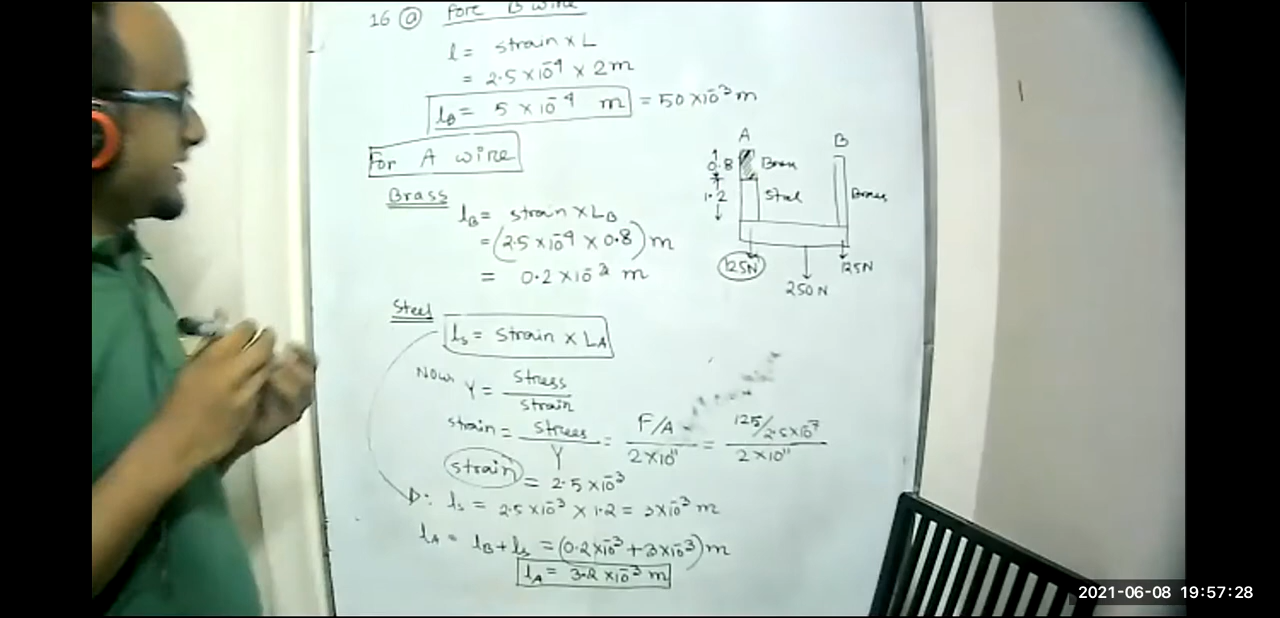 16 (a) For B wire
l = strain × L
= 2.5 × 10⁻⁴ × 2m
l_B = 5 × 10⁻⁴ m = 50 × 10⁻³ m
For A wire
Brass
l_B = strain × L_B
= (2.5 × 10⁻⁴ × 0.8) m
= 0.2 × 10⁻³ m
Steel
l_s = strain × L_A
Now, Y = stress / strain
strain = stress / Y = F/A / 2 × 10¹¹ = 125/2.5×10⁻⁷ / 2 × 10¹¹
strain = 2.5 × 10⁻³
∴ l_s = 2.5 × 10⁻³ × 1.2 = 3 × 10⁻³ m
l_A = l_B + l_s = (0.2 × 10⁻³ + 3 × 10⁻³) m
l_A = 3.2 × 10⁻³ m
A B
0.8 Brass
1.2 Steel Brass
125N 125N
250 N
2021-06-08 19:57:28